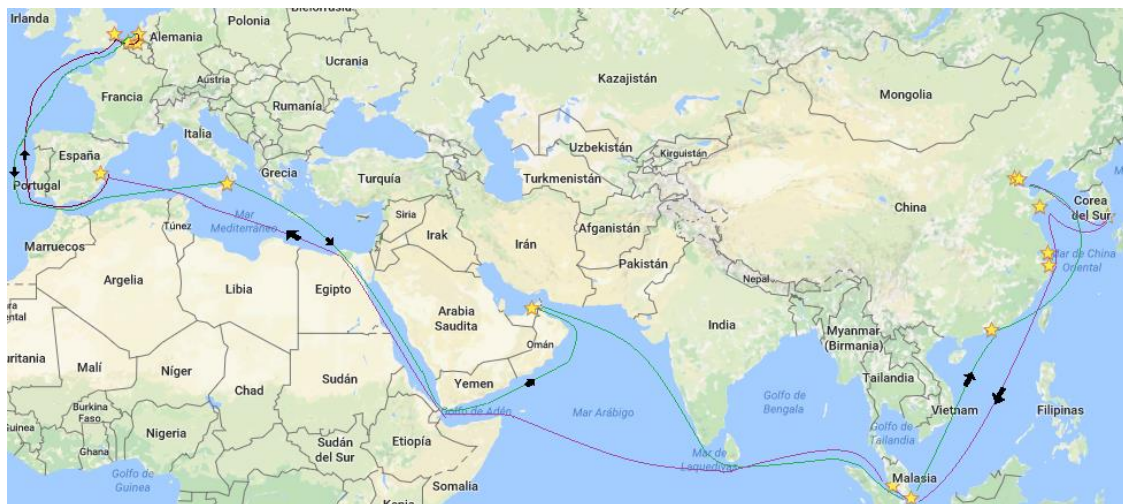 Irlanda
Polonia
Bielorrusia
Alemania
Ucrania
Kazajistán
Mongolia
Francia
Austria
Rumanía
Italia
España
Portugal
Grecia
Turquía
Uzbekistán
Kirguistán
Turkmenistán
Corea
del Sur
China
Mar
Mediterráneo
Túnez
Siria
Irak
Irán
Afganistán
Pakistán
Marruecos
Mar de China
Oriental
Argelia
Libia
Egipto
Arabia
Saudita
Nepal
Omán
India
Myanmar
(Birmania)
Malí
Níger
Chad
Sudán
Yemen
Tailandia
Burkina
Faso
Golfo de Adén
Mar Arábigo
Golfo de
Bengala
Vietnam
Filipinas
Ghana
Nigeria
Etiopía
Sudán
del Sur
Golfo de
Tailandia
Golfo de
Guinea
Somalia
Mar de
Laquedivas
Malasia